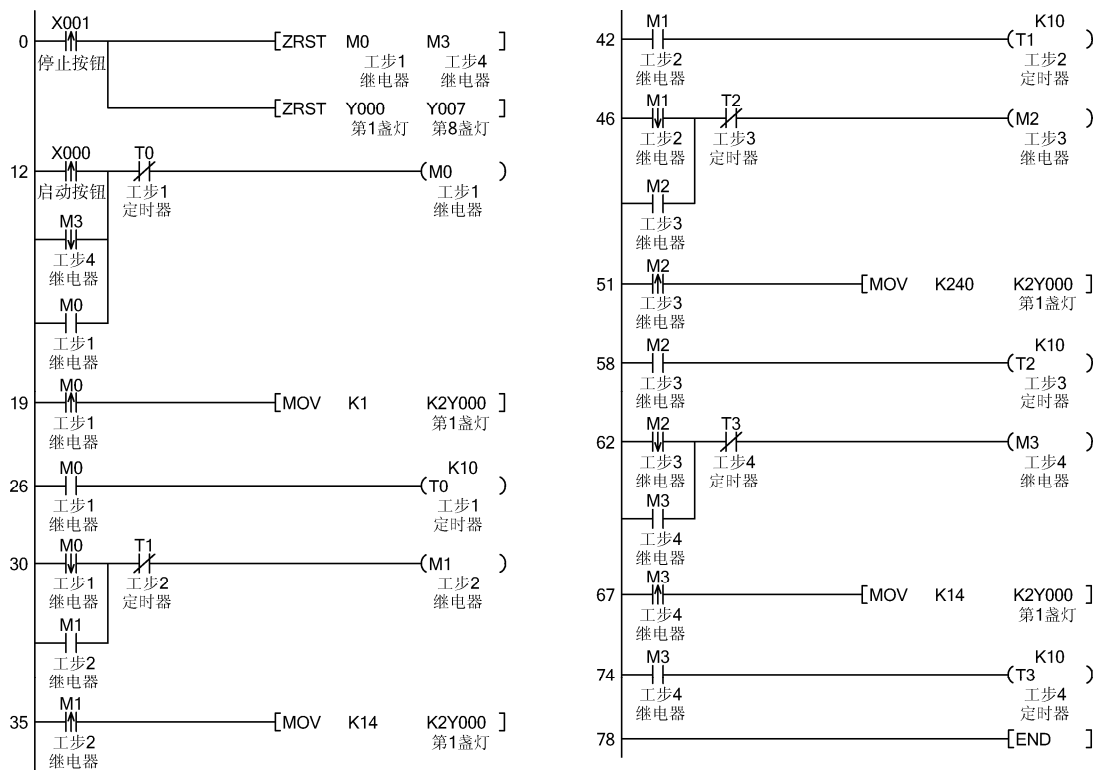 X001
0 [ZRST M0 M3 ]
停止按钮 工步1 工步4
继电器 继电器
[ZRST Y000 Y007 ]
第1盏灯 第8盏灯
X000 T0
12 (M0 )
启动按钮 工步1 工步1
定时器 继电器
M3
工步4
继电器
M0
工步1
继电器
M0
19 [MOV K1 K2Y000 ]
工步1 第1盏灯
继电器
M0 K10
26 (T0 )
工步1 工步1
继电器 定时器
M0 T1
30 (M1 )
工步1 工步2 工步2
继电器 定时器 继电器
M1
工步2
继电器
M1
35 [MOV K14 K2Y000 ]
工步2 第1盏灯
继电器
M1 K10
42 (T1 )
工步2 工步2
继电器 定时器
M1 T2
46 (M2 )
工步2 工步3 工步3
继电器 定时器 继电器
M2
工步3
继电器
M2
51 [MOV K240 K2Y000 ]
工步3 第1盏灯
继电器
M2 K10
58 (T2 )
工步3 工步3
继电器 定时器
M2 T3
62 (M3 )
工步3 工步4 工步4
继电器 定时器 继电器
M3
工步4
继电器
M3
67 [MOV K14 K2Y000 ]
工步4 第1盏灯
继电器
M3 K10
74 (T3 )
工步4 工步4
继电器 定时器
78 [END ]